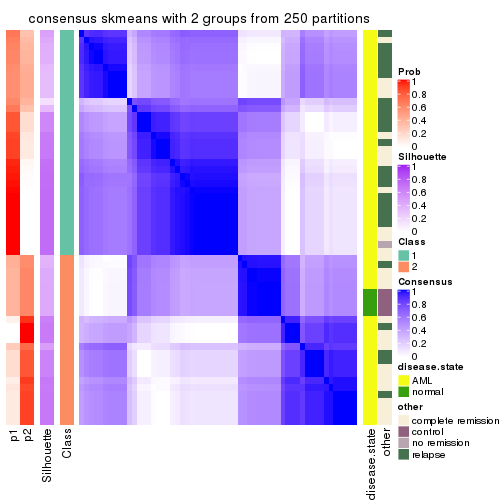 consensus skmeans with 2 groups from 250 partitions
Prob
1
0.8
0.6
0.4
0.2
0
Silhouette
1
0.8
0.6
0.4
0.2
0
Class
1
2
Consensus
1
0.8
0.6
0.4
0.2
0
disease.state
AML
normal
other
complete remission
control
no remission
relapse
p1
p2
Silhouette
Class
disease.state
other